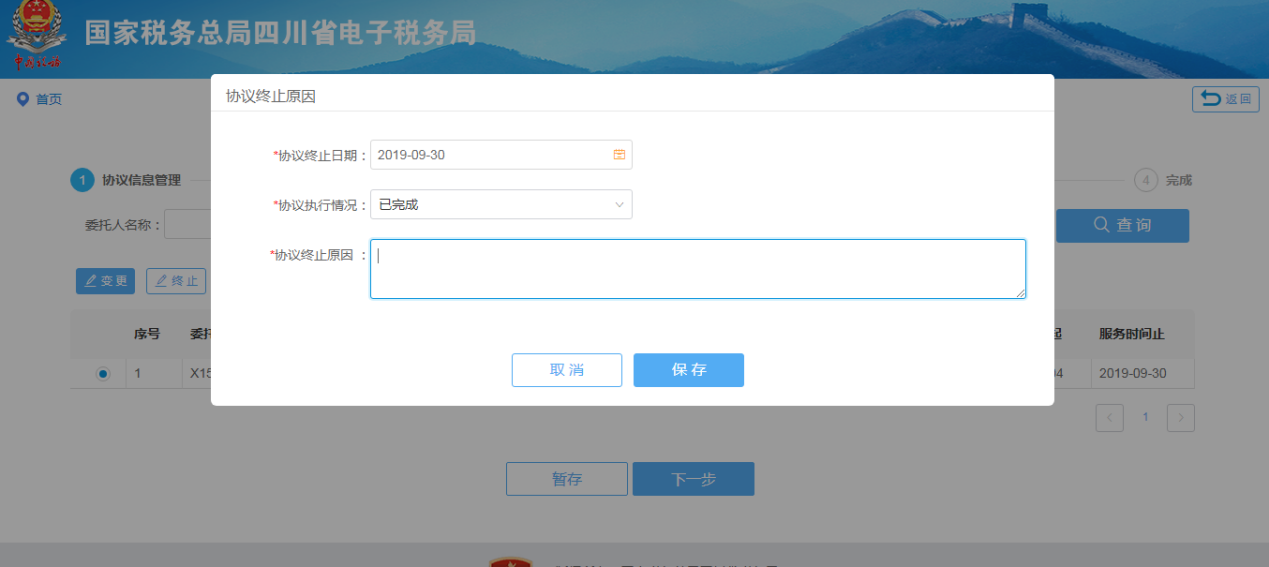 国家税务总局四川省电子税务局
中国税务
首页
返回
协议终止原因
*协议终止日期：
2019-09-30
*协议执行情况：
已完成
*协议终止原因 ：
取 消
保 存
1 协议信息管理
4 完成
委托人名称：
查 询
变 更
终 止
序号
服务时间止
1
X15
2019-09-30
1
暂存
下一步